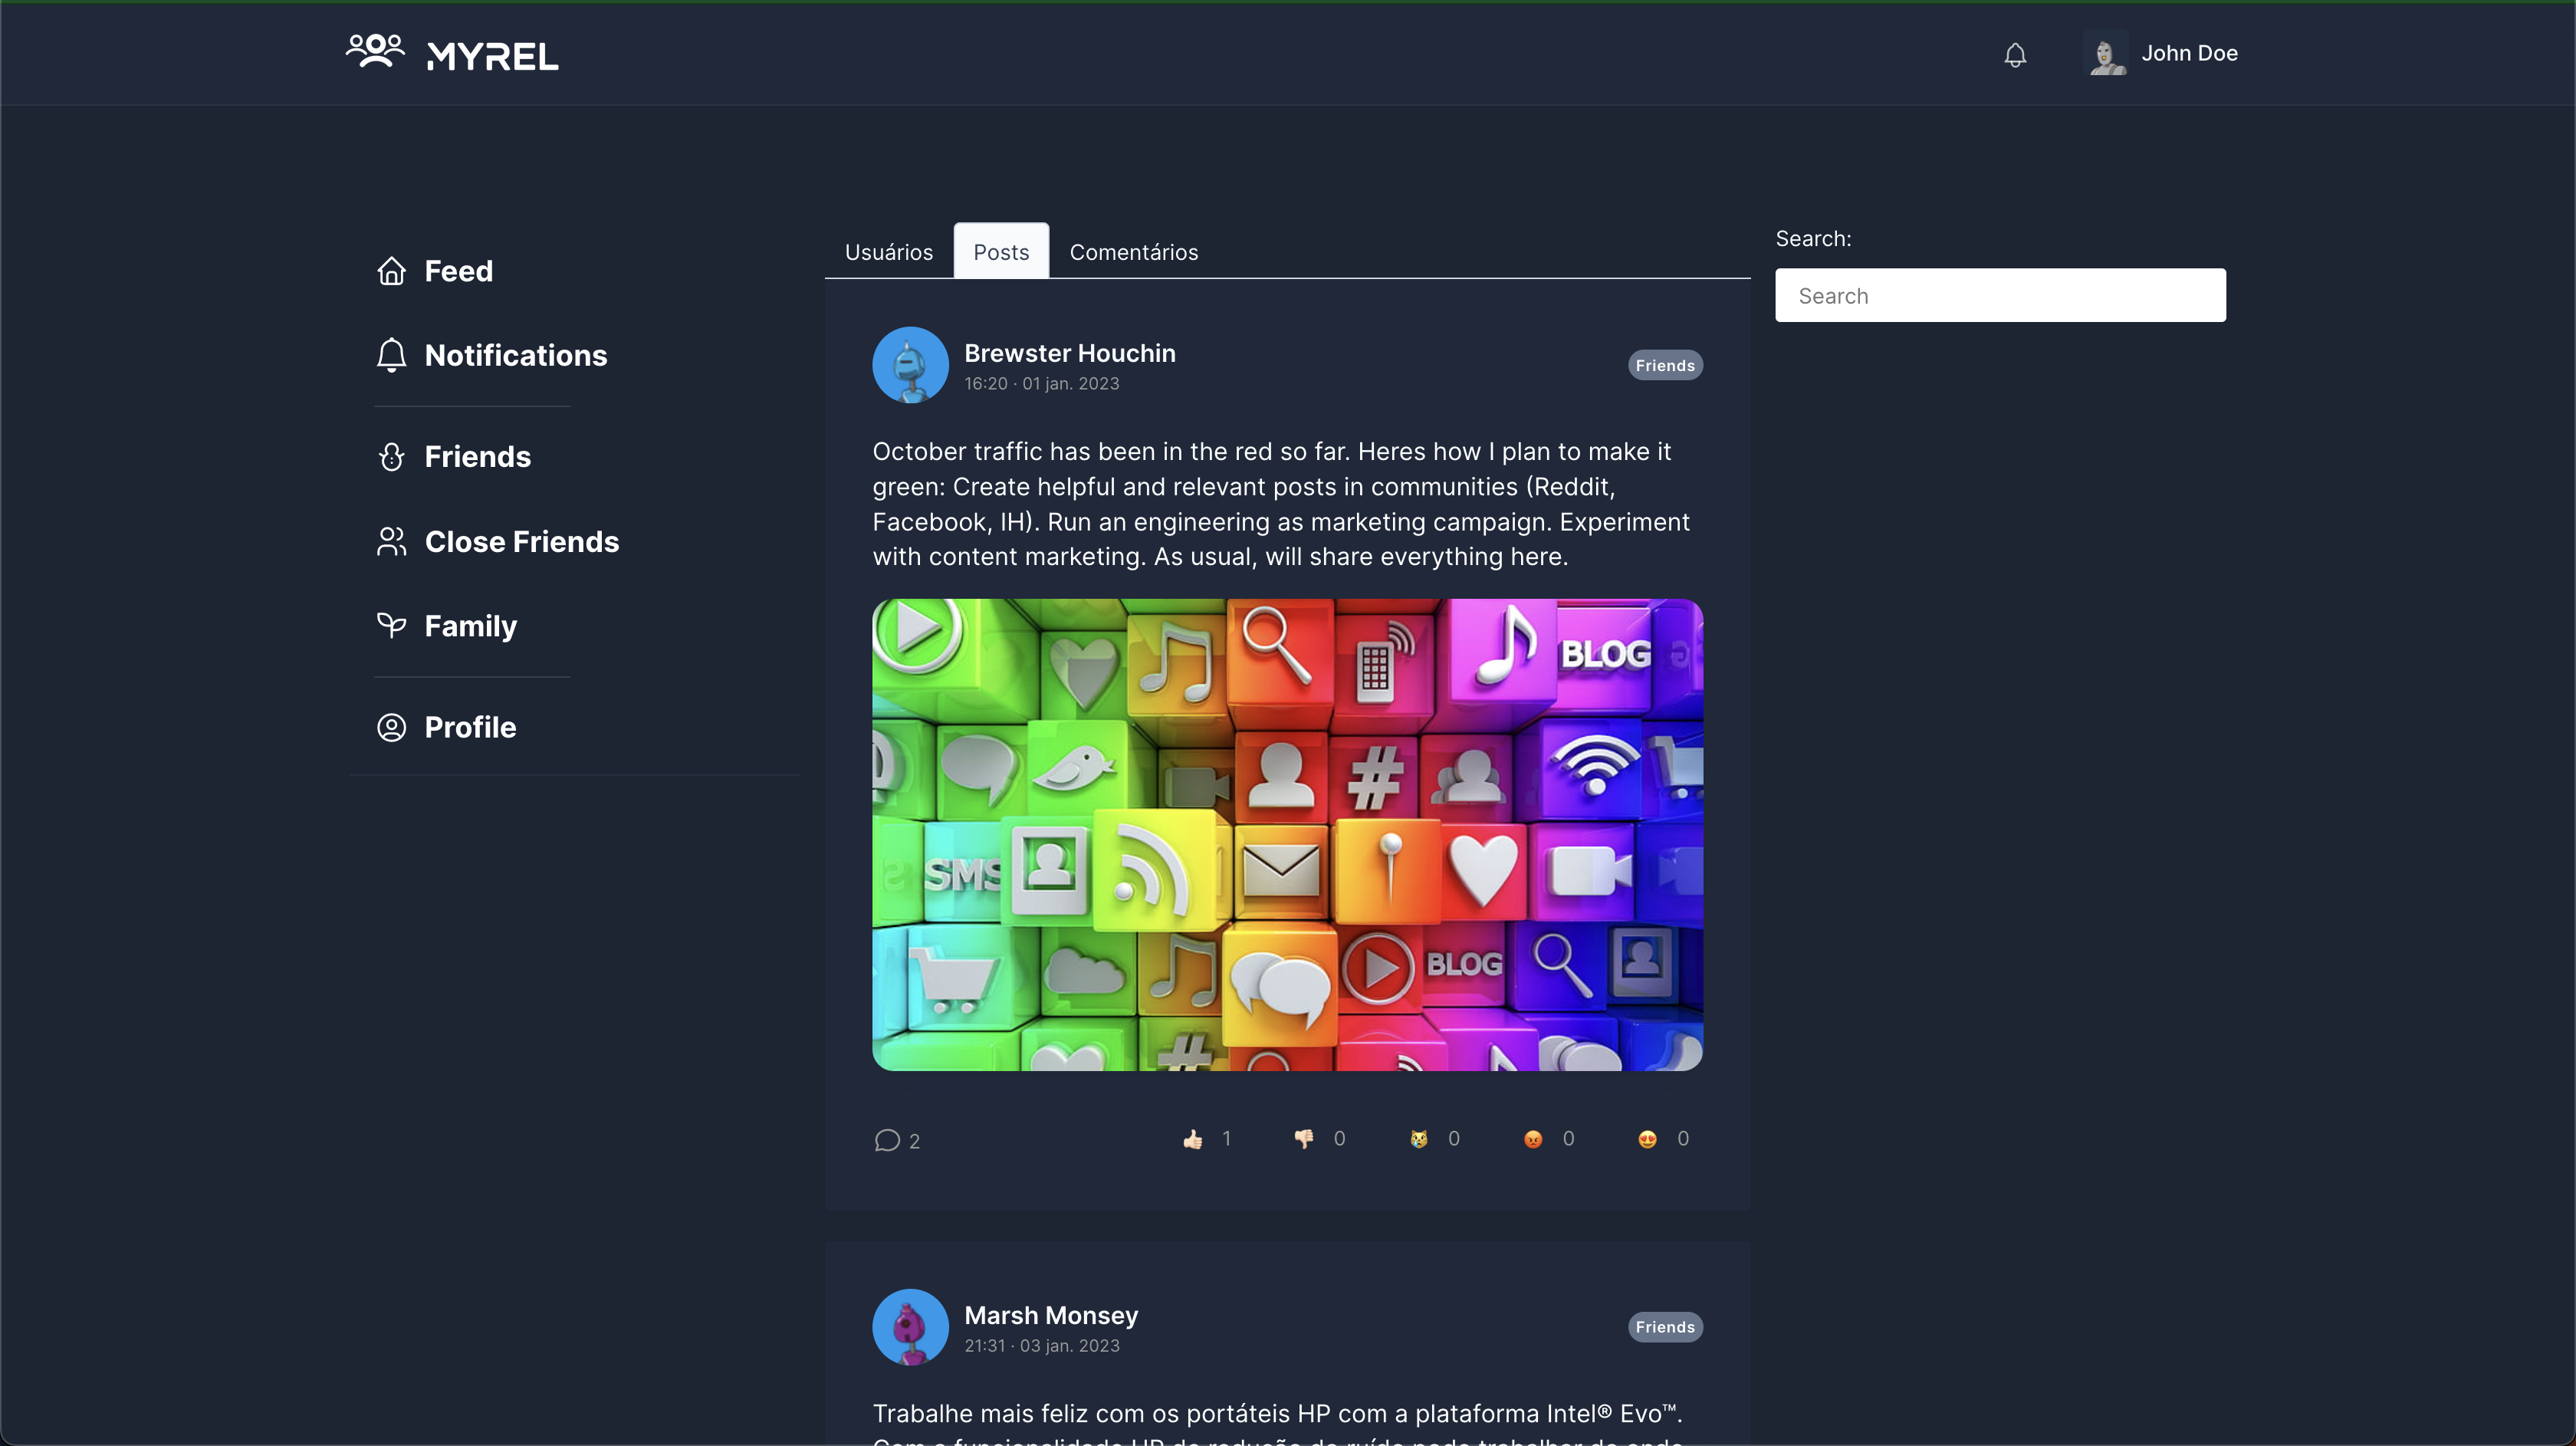 MYREL
John Doe
Feed
Notifications
Friends
Close Friends
Family
Profile
Usuários Posts Comentários
Brewster Houchin
16:20 · 01 jan. 2023
Friends
October traffic has been in the red so far. Heres how I plan to make it
green: Create helpful and relevant posts in communities (Reddit,
Facebook, IH). Run an engineering as marketing campaign. Experiment
with content marketing. As usual, will share everything here.
BLOG
#
SMS
BLOG
#
2
1 0 0 0 0
Marsh Monsey
21:31 · 03 jan. 2023
Friends
Trabalhe mais feliz com os portáteis HP com a plataforma Intel® Evo™.
Search:
Search